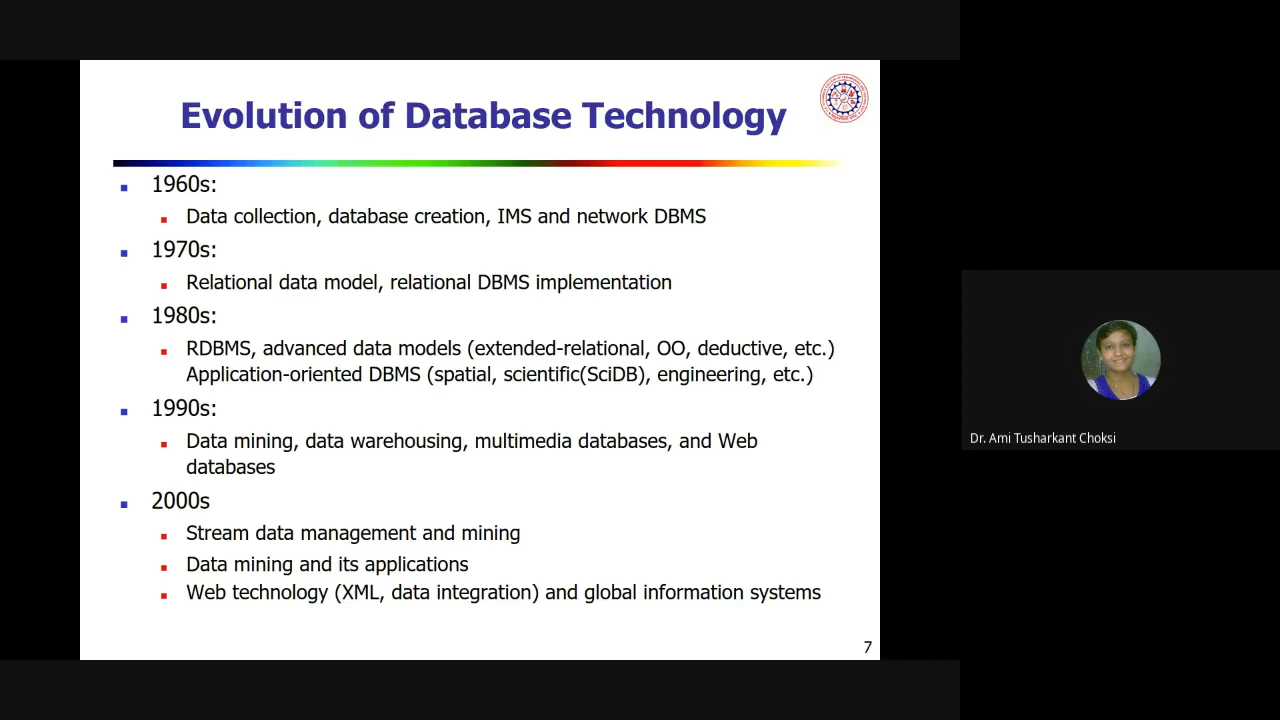 Evolution of Database Technology
1960s:
Data collection, database creation, IMS and network DBMS
1970s:
Relational data model, relational DBMS implementation
1980s:
RDBMS, advanced data models (extended-relational, OO, deductive, etc.)
Application-oriented DBMS (spatial, scientific(SciDB), engineering, etc.)
1990s:
Data mining, data warehousing, multimedia databases, and Web
databases
2000s
Stream data management and mining
Data mining and its applications
Web technology (XML, data integration) and global information systems
7
Dr. Ami Tusharkant Choksi